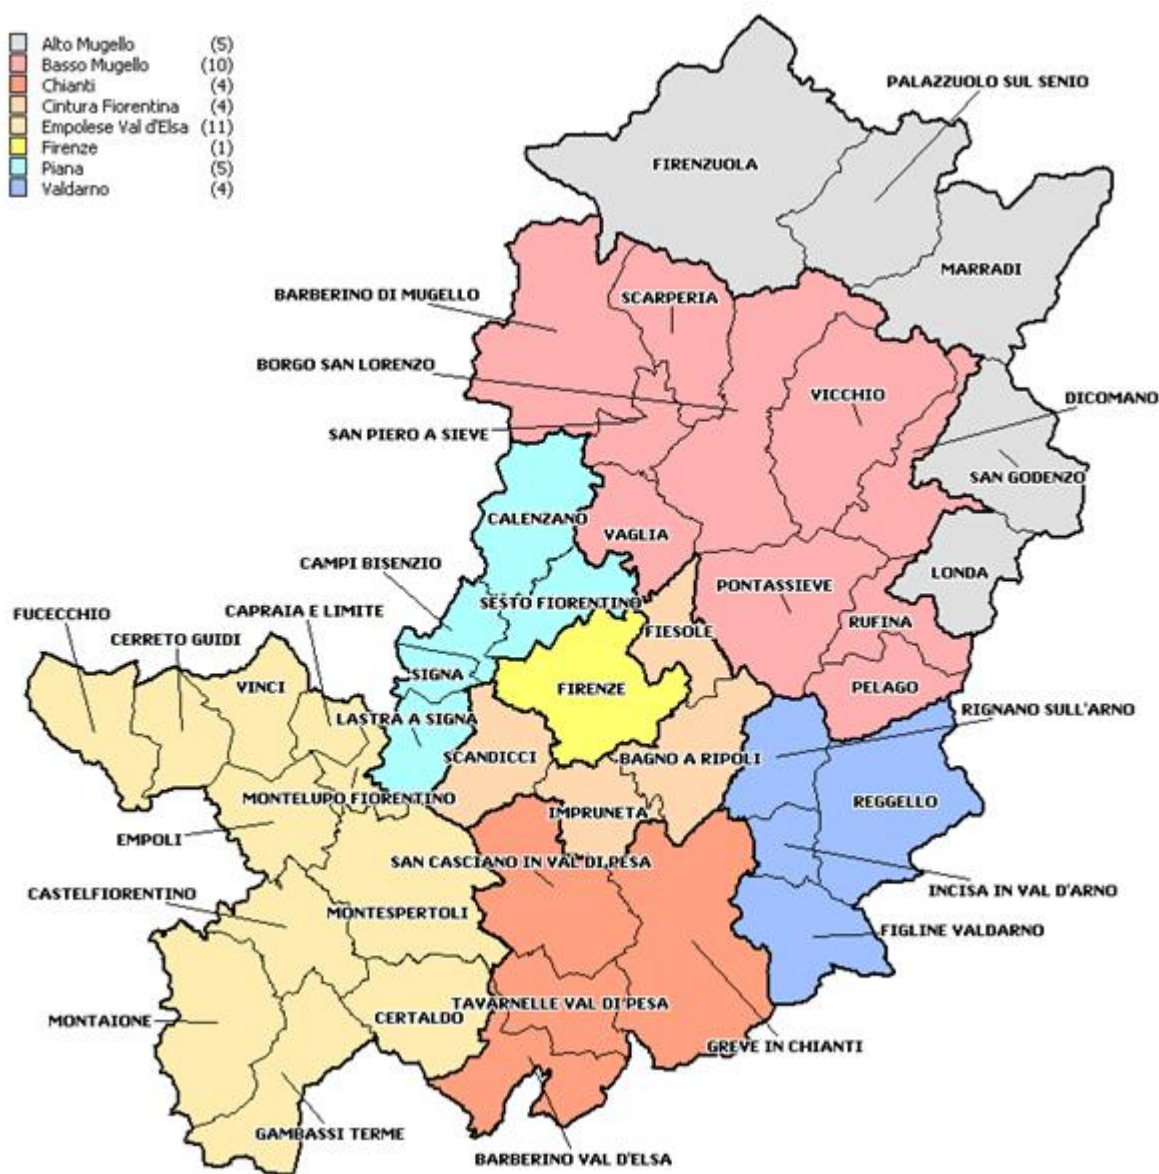 Alto Mugello (5)
Basso Mugello (10)
Chianti (4)
Cintura Fiorentina (4)
Empolese Val d'Elsa (11)
Firenze (1)
Piana (5)
Valdarno (4)
PALAZZUOLO SUL SENIO
FIRENZUOLA
MARRADI
BARBERINO DI MUGELLO
SCARPERIA
BORGO SAN LORENZO
VICCHIO
DICOMANO
SAN PIERO A SIEVE
SAN GODENZO
CALENZANO
VAGLIA
CAMPI BISENZIO
LONDA
PONTASSIEVE
SESTO FIORENTINO
CAPRAIA E LIMITE
FUCECCHIO
RUFINA
FIESOLE
CERRETO GUIDI
SIGNA
VINCI
FIRENZE
PELAGO
RIGNANO SULL'ARNO
LASTRA A SIGNA
SCANDICCI
BAGNO A RIPOLI
MONTELUPO FIORENTINO
REGGELLO
IMPRUNETA
EMPOLI
SAN CASCIANO IN VAL DI PESA
INCISA IN VAL D'ARNO
CASTELFIORENTINO
MONTESPERTOLI
FIGLINE VALDARNO
TAVARNELLE VAL DI PESA
CERTALDO
MONTAIONE
GREVE IN CHIANTI
GAMBASSI TERME
BARBERINO VAL D'ELSA